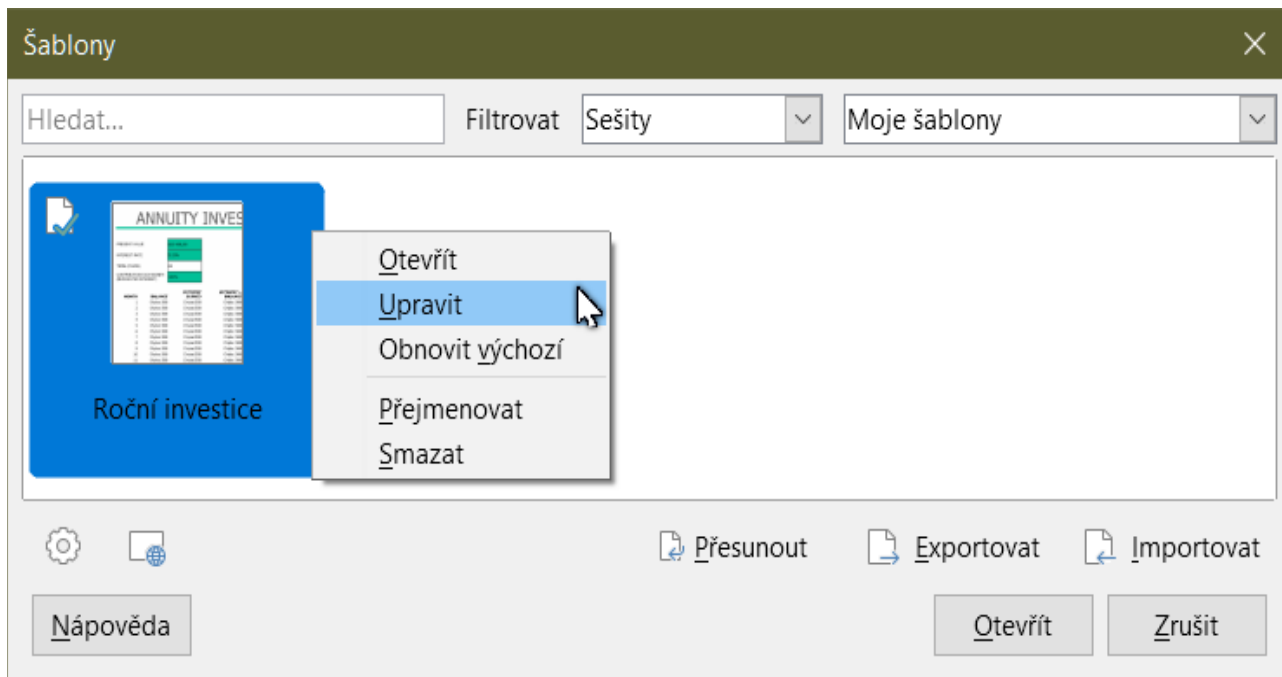 Šablony
Hledat... Filtrovat Sešity Moje šablony
ANNUITY INVES
Roční investice
Otevřít
Upravit
Obnovit výchozí
Přejmenovat
Smazat
Přesunout Exportovat Importovat
Nápověda Otevřít Zrušit